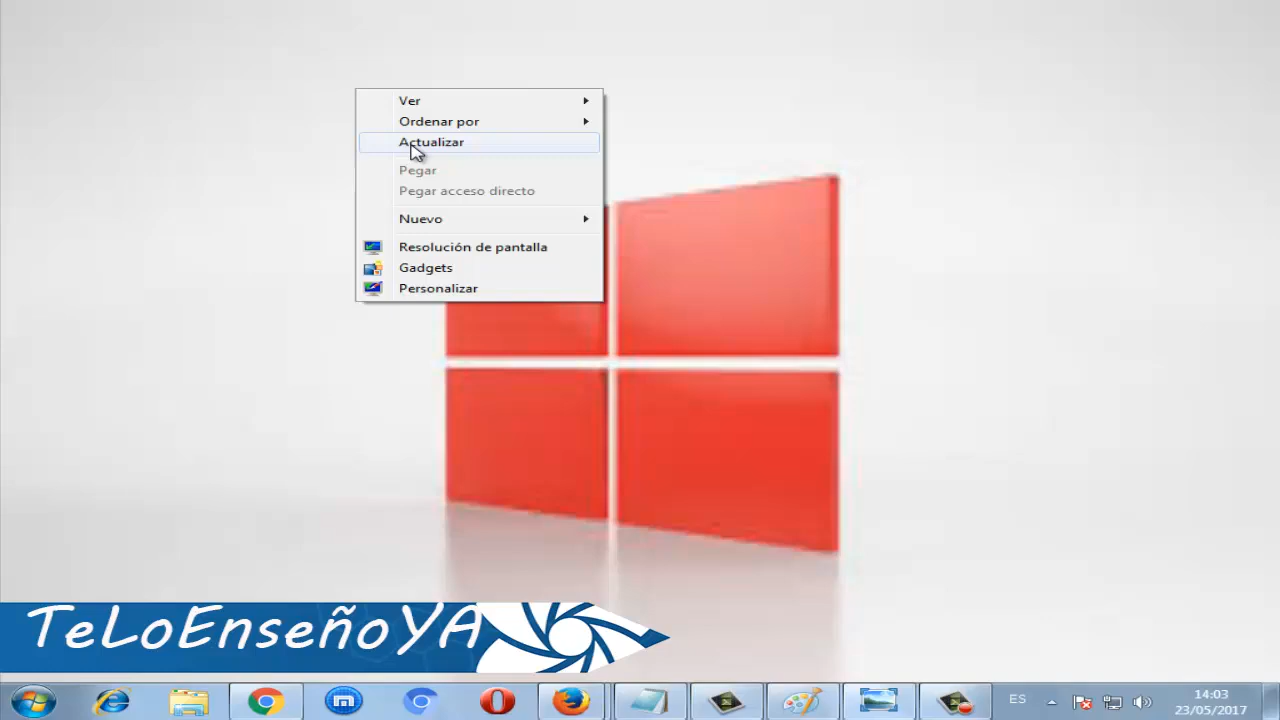 Ver
Ordenar por
Actualizar
Pegar
Pegar acceso directo
Nuevo
Resolución de pantalla
Gadgets
Personalizar
TeLoEnseñoYA
ES
14:03
23/05/2017